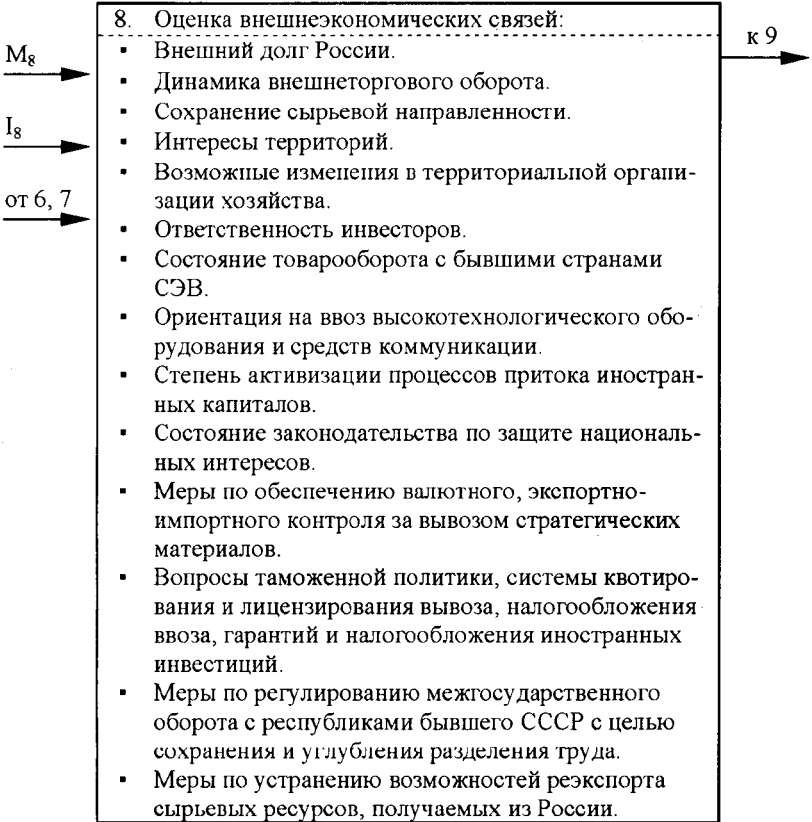 8. Оценка внешнеэкономических связей:
к 9
M₈
I₈
от 6, 7
▪ Внешний долг России.
▪ Динамика внешнеторгового оборота.
▪ Сохранение сырьевой направленности.
▪ Интересы территорий.
▪ Возможные изменения в территориальной органи-
зации хозяйства.
▪ Ответственность инвесторов.
▪ Состояние товарооборота с бывшими странами
СЭВ.
▪ Ориентация на ввоз высокотехнологического обо-
рудования и средств коммуникации.
▪ Степень активизации процессов притока иностран-
ных капиталов.
▪ Состояние законодательства по защите националь-
ных интересов.
▪ Меры по обеспечению валютного, экспортно-
импортного контроля за вывозом стратегических
материалов.
▪ Вопросы таможенной политики, системы квотиро-
вания и лицензирования вывоза, налогообложения
ввоза, гарантий и налогообложения иностранных
инвестиций.
▪ Меры по регулированию межгосударственного
оборота с республиками бывшего СССР с целью
сохранения и углубления разделения труда.
▪ Меры по устранению возможностей реэкспорта
сырьевых ресурсов, получаемых из России.